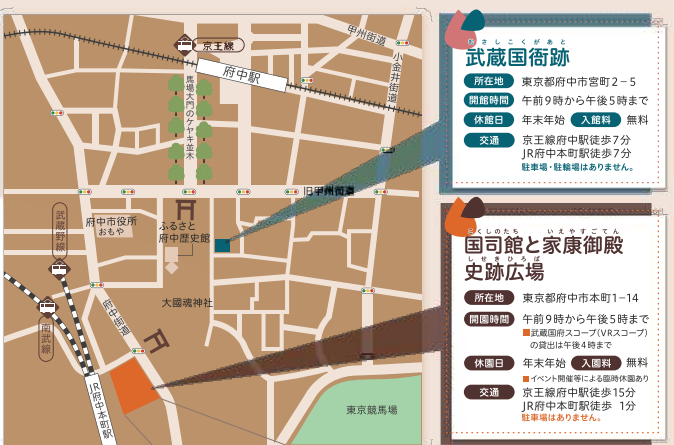 京王線
府中駅
甲州街道
小金井街道
馬場大門のケヤキ並木
旧甲州街道
武蔵野線
府中市役所
おもや
ふるさと
府中歴史館
大國魂神社
府中街道
南武線
JR府中本町駅
東京競馬場
むさしこくがあと
武蔵国衙跡
所在地 東京都府中市宮町2−5
開館時間 午前9時から午後5時まで
休館日 年末年始 入館料 無料
交通 京王線府中駅徒歩7分
JR府中本町駅徒歩7分
駐車場・駐輪場はありません。
こくしのたち いえやすごてん
国司館と家康御殿
しせきひろば
史跡広場
所在地 東京都府中市本町1−14
開園時間 午前9時から午後5時まで
■武蔵国府スコープ(VRスコープ)
の貸出は午後4時まで
休園日 年末年始 入園料 無料
■イベント開催等による臨時休園あり
交通 京王線府中駅徒歩15分
JR府中本町駅徒歩 1分
駐車場はありません。